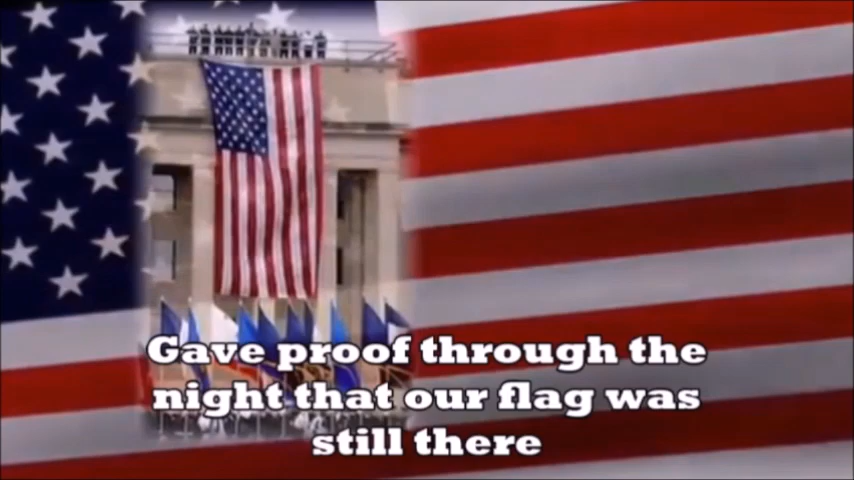 Gave proof through the
night that our flag was
still there